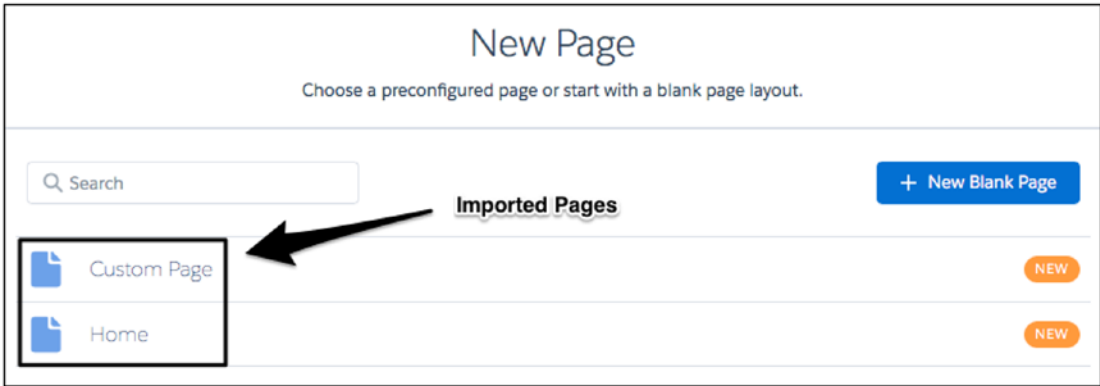 New Page
Choose a preconfigured page or start with a blank page layout.
Search
+ New Blank Page
Imported Pages
Custom Page
NEW
Home
NEW